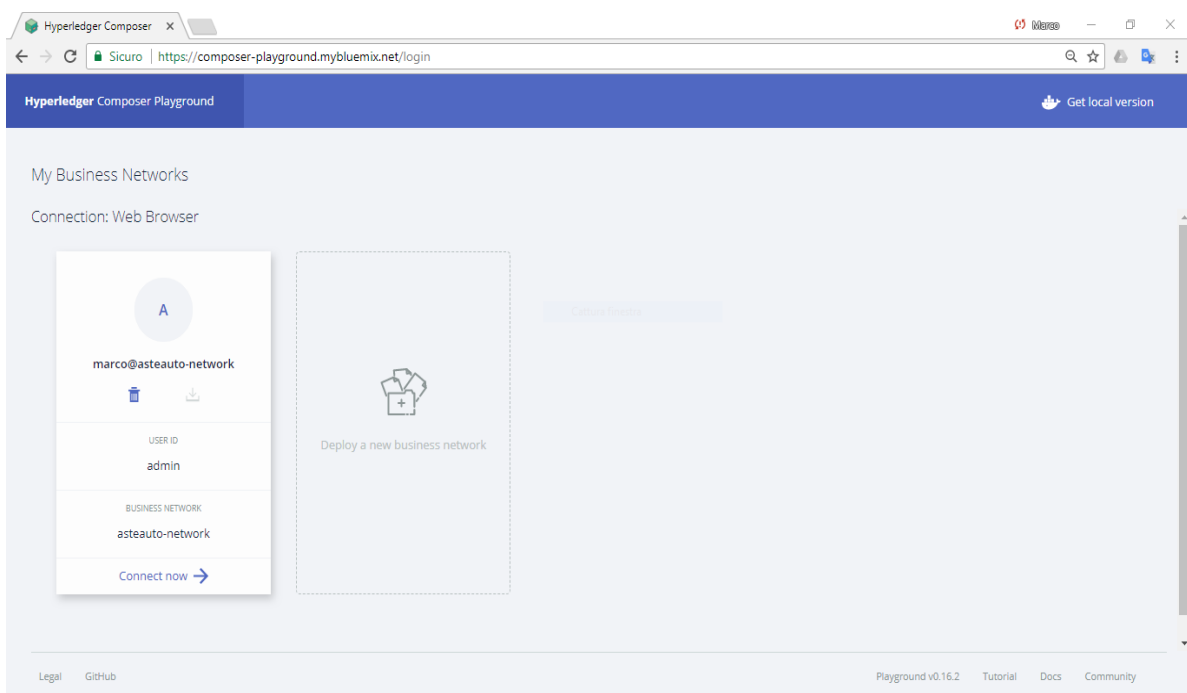 Hyperledger Composer
Marco
Sicuro | https://composer-playground.mybluemix.net/login
Hyperledger Composer Playground
Get local version
My Business Networks
Connection: Web Browser
A
marco@asteauto-network
USER ID
admin
BUSINESS NETWORK
asteauto-network
Connect now
Deploy a new business network
Legal GitHub
Playground v0.16.2 Tutorial Docs Community